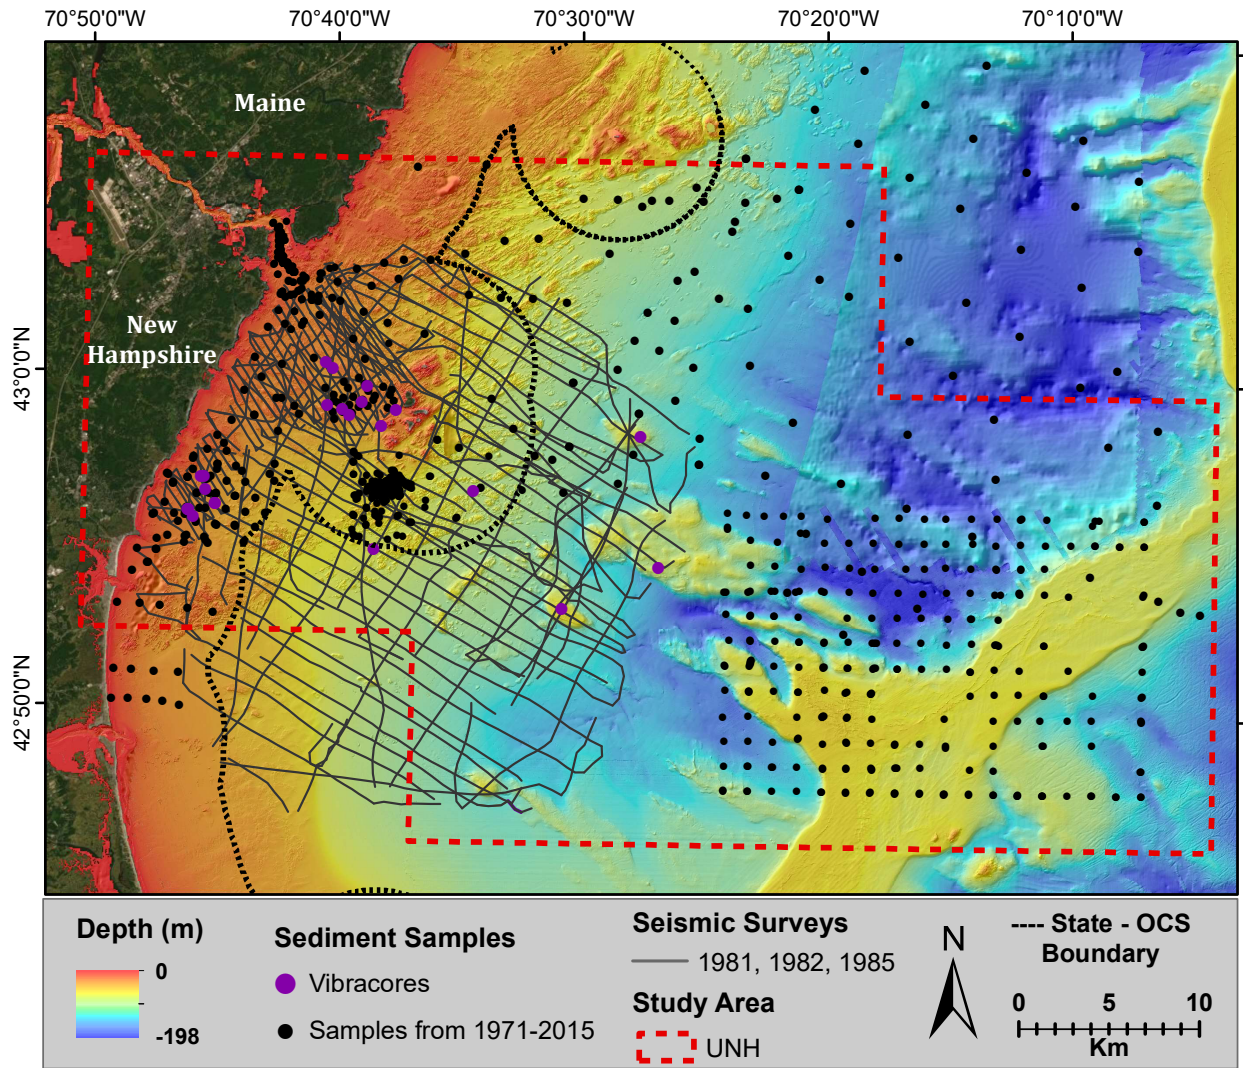 70°50'0"W 70°40'0"W 70°30'0"W 70°20'0"W 70°10'0"W
Maine
New
Hampshire
43°0'0"N
42°50'0"N
Depth (m)
0
-198
Sediment Samples
Vibracores
Samples from 1971-2015
Seismic Surveys
1981, 1982, 1985
Study Area
UNH
N
State - OCS
Boundary
0 5 10
Km